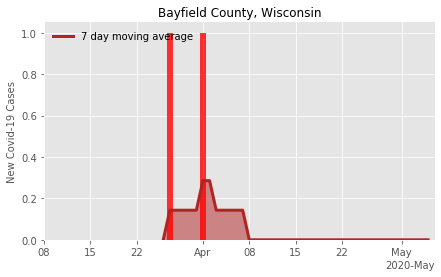 Bayfield County, Wisconsin
7 day moving average
New Covid-19 Cases
1.0
0.8
0.6
0.4
0.2
0.0
08 15 22 Apr 08 15 22 May
2020-May